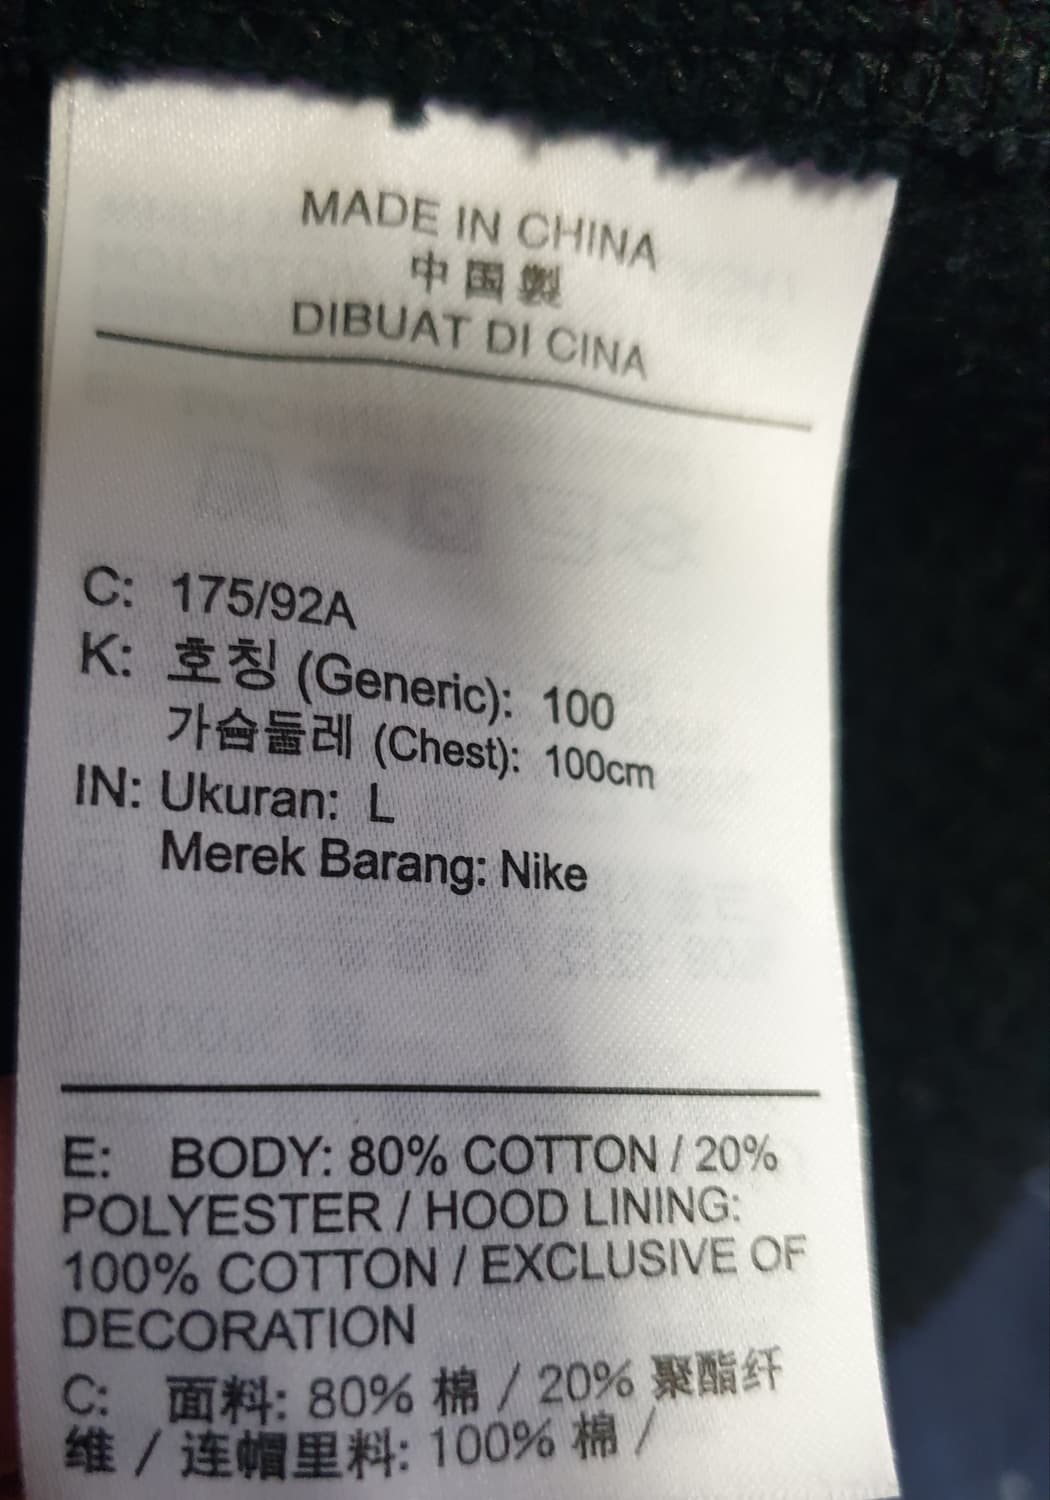 MADE IN CHINA
中国製
DIBUAT DI CINA
C: 175/92A
K: 호칭 (Generic): 100
가슴둘레 (Chest): 100cm
IN: Ukuran: L
Merek Barang: Nike
E: BODY: 80% COTTON / 20%
POLYESTER / HOOD LINING:
100% COTTON / EXCLUSIVE OF
DECORATION
C: 面料: 80% 棉 / 20% 聚酯纤
维 / 连帽里料: 100% 棉 /